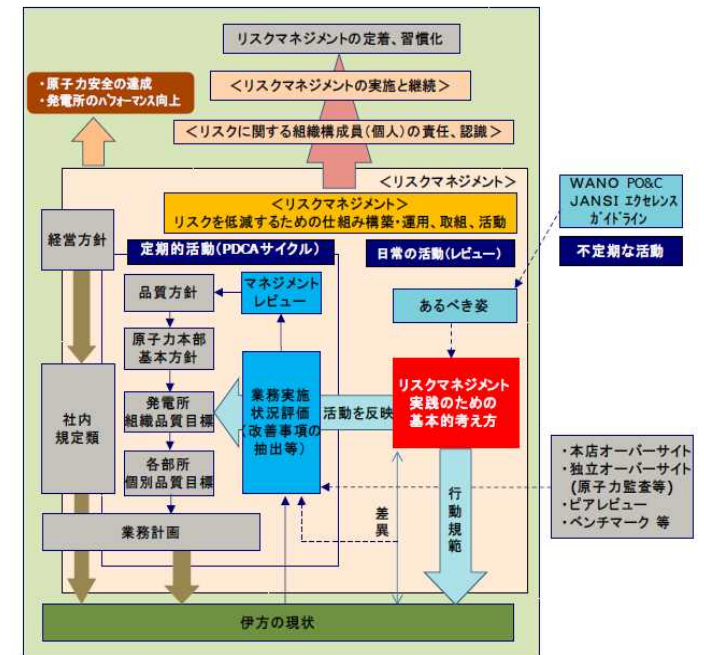 リスクマネジメントの定着、習慣化
・原子力安全の達成
・発電所のパフォーマンス向上
＜リスクマネジメントの実施と継続＞
＜リスクに関する組織構成員(個人)の責任、認識＞
＜リスクマネジメント＞
＜リスクマネジメント＞
リスクを低減するための仕組み構築・運用、取組、活動
WANO PO&C
JANSI エクセレンス
ガイドライン
経営方針
定期的活動(PDCAサイクル)
日常の活動(レビュー)
不定期な活動
品質方針
マネジメント
レビュー
あるべき姿
原子力本部
基本方針
社内
規定類
発電所
組織品質目標
業務実施
状況評価
(改善事項の
抽出等)
活動を反映
リスクマネジメント
実践のための
基本的考え方
各部所
個別品質目標
・本店オーバーサイト
・独立オーバーサイト
(原子力監査等)
・ピアレビュー
・ベンチマーク 等
差異
行動規範
業務計画
伊方の現状